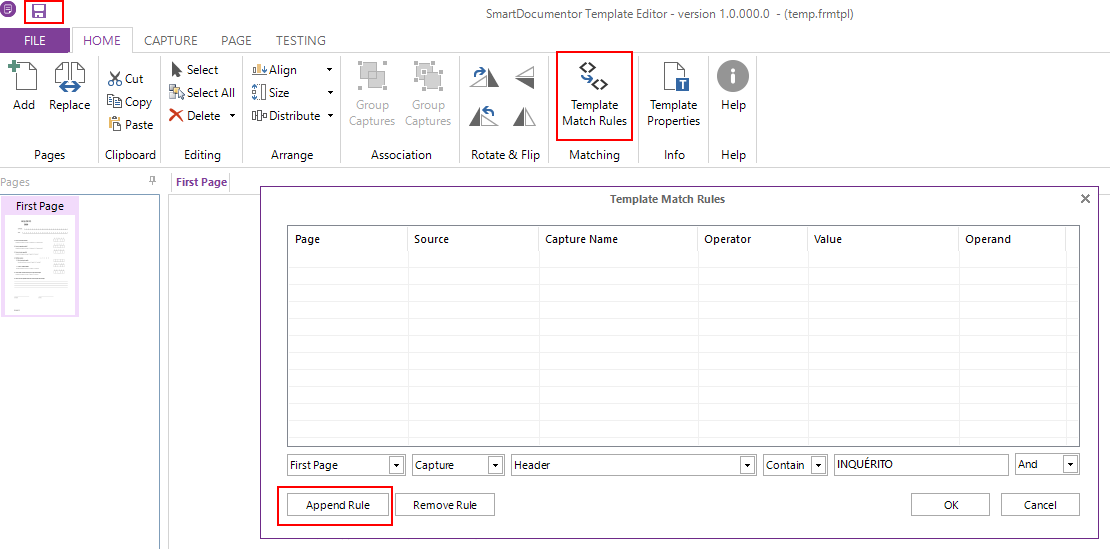 SmartDocumentor Template Editor - version 1.0.000.0 - (temp.frmtpl)
FILE HOME CAPTURE PAGE TESTING
Add
Replace
Pages
Cut
Copy
Paste
Clipboard
Select
Select All
Delete
Editing
Align
Size
Distribute
Arrange
Group
Captures
Group
Captures
Association
Rotate & Flip
Template
Match Rules
Matching
Template
Properties
Info
Help
Help
Pages
First Page
First Page
Template Match Rules
Page Source Capture Name Operator Value Operand
First Page Capture Header Contain INQUÉRITO And
Append Rule Remove Rule OK Cancel